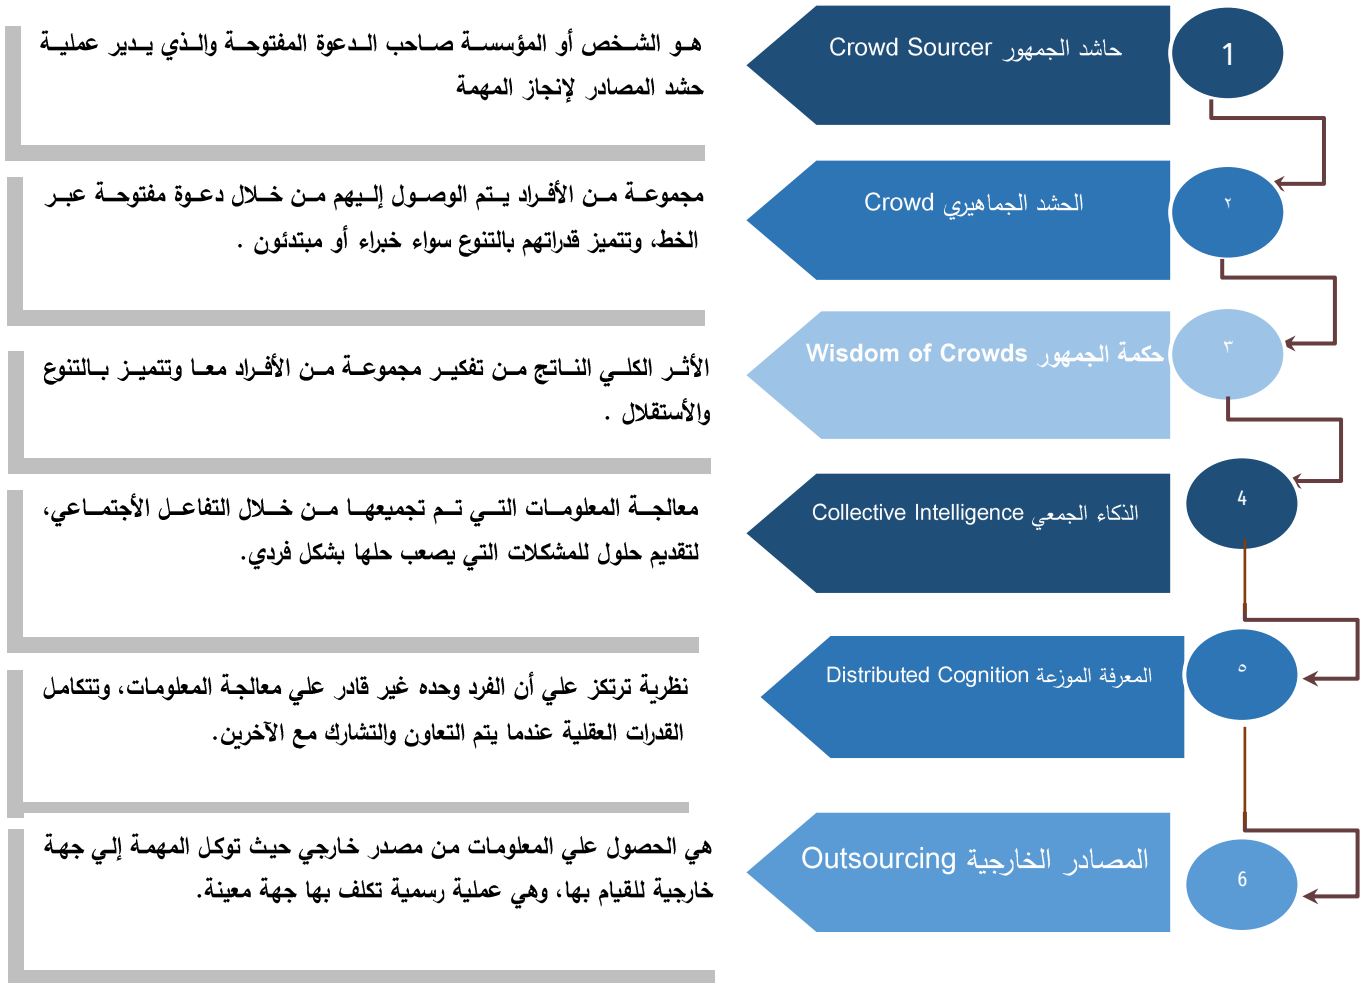 1
حاشد الجمهور Crowd Sourcer
هو الشخص أو المؤسسة صاحب الدعوة المفتوحة والذي يدير عملية
حشد المصادر لإنجاز المهمة
٢
الحشد الجماهيري Crowd
مجموعة من الأفراد يتم الوصول إليهم من خلال دعوة مفتوحة عبر
الخط، وتتميز قدراتهم بالتنوع سواء خبراء أو مبتدئون .
٣
حكمة الجمهور Wisdom of Crowds
الأثر الكلي الناتج من تفكير مجموعة من الأفراد معا وتتميز بالتنوع
والأستقلال .
4
الذكاء الجمعي Collective Intelligence
معالجة المعلومات التي تم تجميعها من خلال التفاعل الأجتماعي،
لتقديم حلول للمشكلات التي يصعب حلها بشكل فردي.
٥
المعرفة الموزعة Distributed Cognition
نظرية ترتكز علي أن الفرد وحده غير قادر علي معالجة المعلومات، وتتكامل
القدرات العقلية عندما يتم التعاون والتشارك مع الآخرين.
6
المصادر الخارجية Outsourcing
هي الحصول علي المعلومات من مصدر خارجي حيث توكل المهمة إلي جهة
خارجية للقيام بها، وهي عملية رسمية تكلف بها جهة معينة.